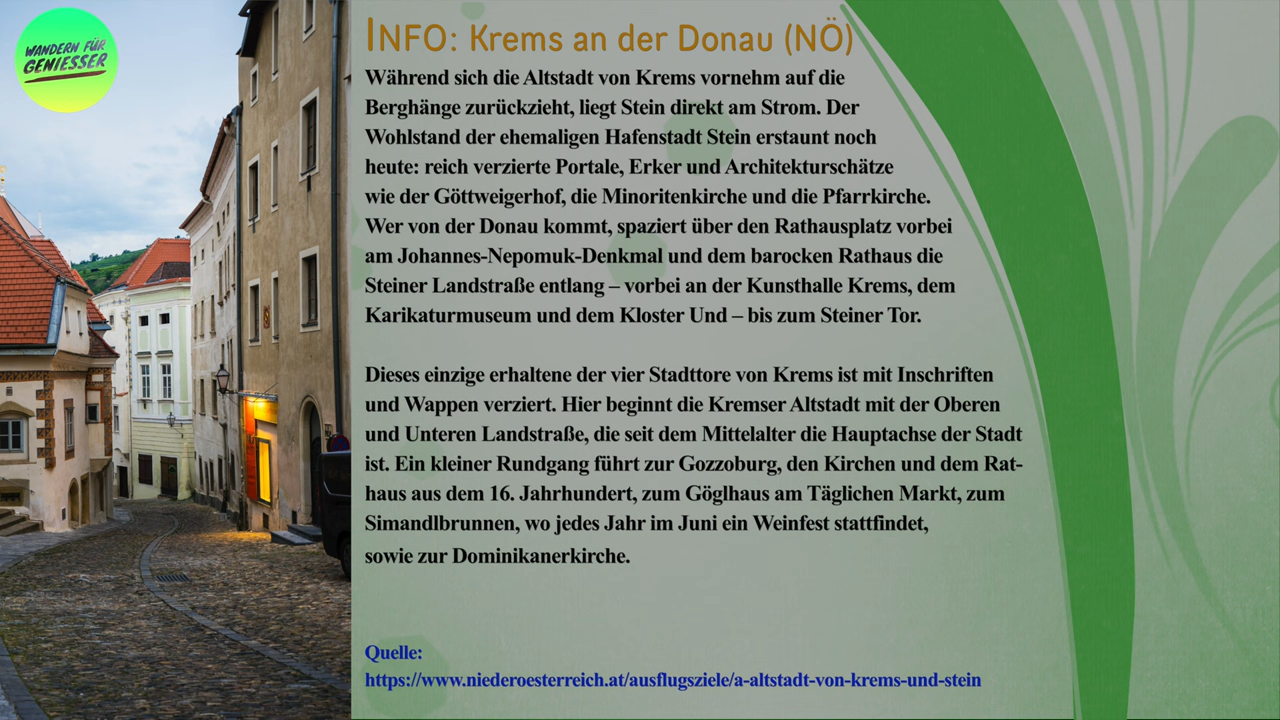 WANDERN FÜR
GENIESSER
INFO: Krems an der Donau (NÖ)
Während sich die Altstadt von Krems vornehm auf die
Berghänge zurückzieht, liegt Stein direkt am Strom. Der
Wohlstand der ehemaligen Hafenstadt Stein erstaunt noch
heute: reich verzierte Portale, Erker und Architekturschätze
wie der Göttweigerhof, die Minoritenkirche und die Pfarrkirche.
Wer von der Donau kommt, spaziert über den Rathausplatz vorbei
am Johannes-Nepomuk-Denkmal und dem barocken Rathaus die
Steiner Landstraße entlang – vorbei an der Kunsthalle Krems, dem
Karikaturmuseum und dem Kloster Und – bis zum Steiner Tor.
Dieses einzige erhaltene der vier Stadttore von Krems ist mit Inschriften
und Wappen verziert. Hier beginnt die Kremser Altstadt mit der Oberen
und Unteren Landstraße, die seit dem Mittelalter die Hauptachse der Stadt
ist. Ein kleiner Rundgang führt zur Gozzoburg, den Kirchen und dem Rat-
haus aus dem 16. Jahrhundert, zum Göglhaus am Täglichen Markt, zum
Simandlbrunnen, wo jedes Jahr im Juni ein Weinfest stattfindet,
sowie zur Dominikanerkirche.
Quelle:
https://www.niederoesterreich.at/ausflugsziele/a-altstadt-von-krems-und-stein